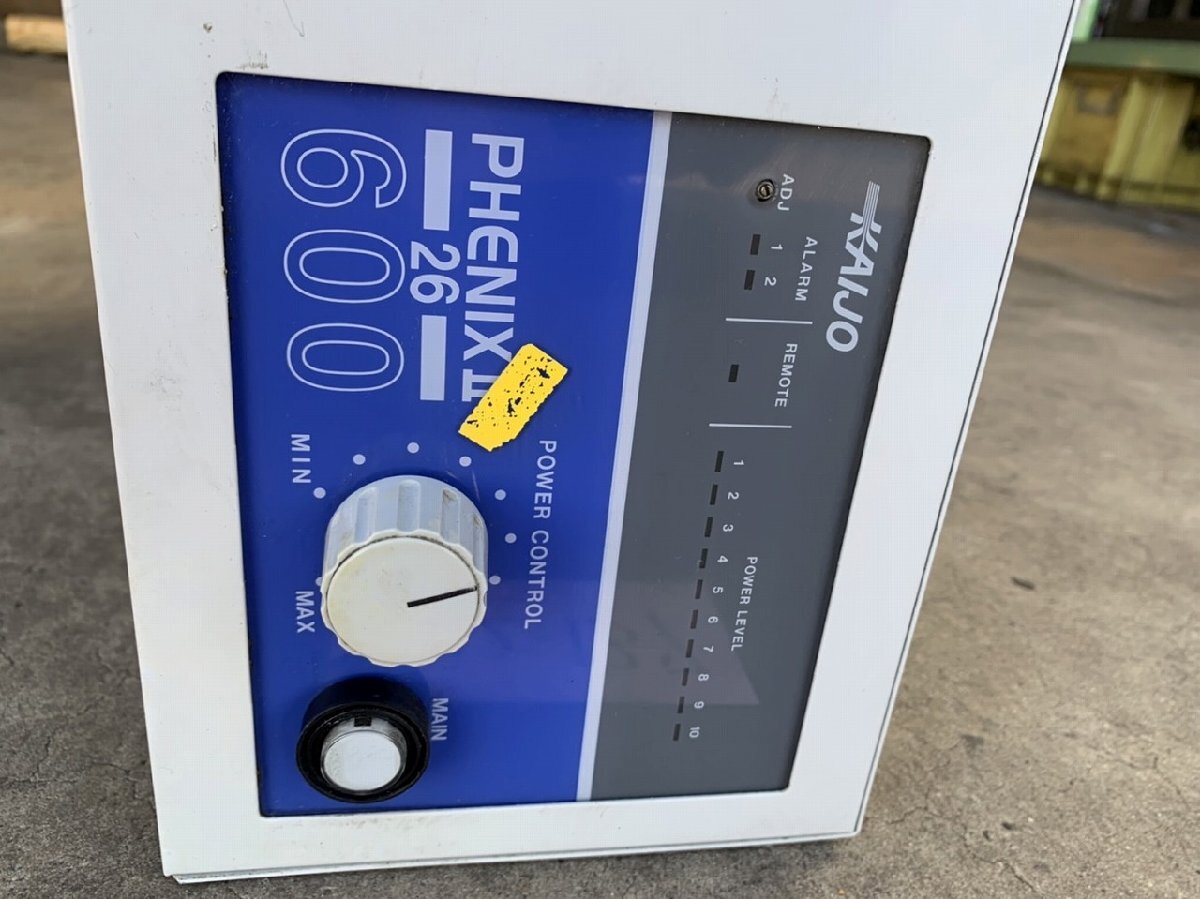 KAIJO
ADJ
ALARM
1 2
REMOTE
POWER LEVEL
1 2 3 4 5 6 7 8 9 10
PHENIX II
26
600
POWER CONTROL
MIN
MAX
MAIN